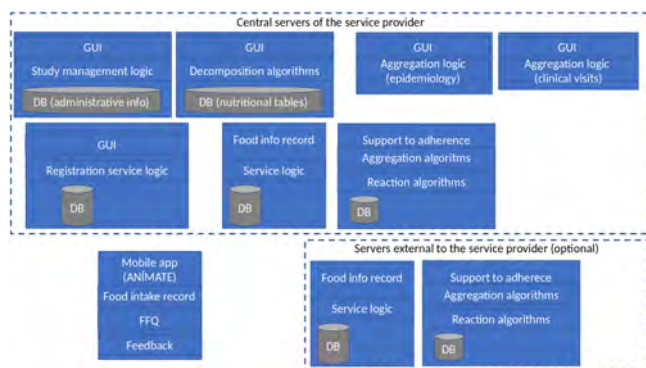 Central servers of the service provider
GUI
Study management logic
DB (administrative info)
GUI
Decomposition algorithms
DB (nutritional tables)
GUI
Aggregation logic
(epidemiology)
GUI
Aggregation logic
(clinical visits)
GUI
Registration service logic
DB
Food info record
Service logic
DB
Support to adherence
Aggregation algoritms
Reaction algorithms
DB
Mobile app
(ANIMATE)
Food intake record
FFQ
Feedback
Servers external to the service provider (optional)
Food info record
Service logic
DB
Support to adherece
Aggregation algorithms
Reaction algorithms
DB